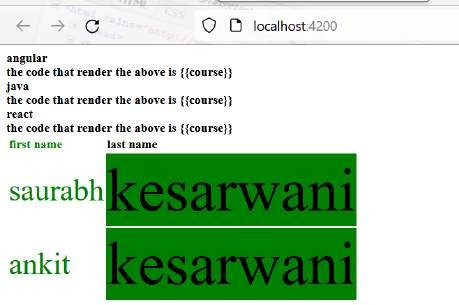 localhost:4200
angular
the code that render the above is {{course}}
java
the code that render the above is {{course}}
react
the code that render the above is {{course}}
first name last name
saurabh kesarwani
ankit kesarwani